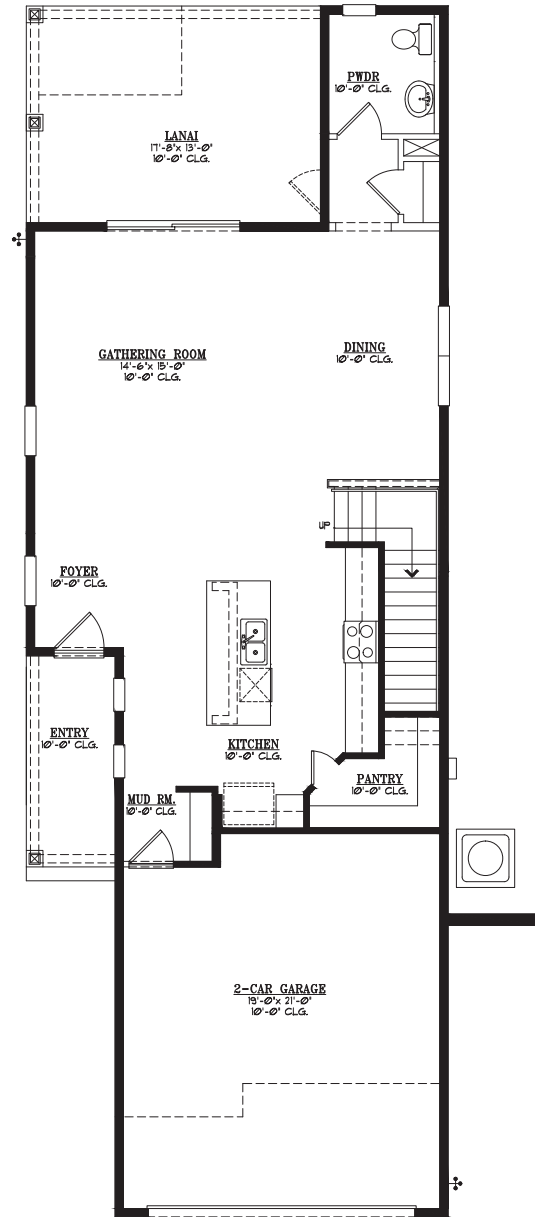 PWDR
10'-0" CLG.
LANAI
17'-8"x 13'-0"
10'-0" CLG.
GATHERING ROOM
14'-6"x 15'-0"
10'-0" CLG.
DINING
10'-0" CLG.
UP
FOYER
10'-0" CLG.
ENTRY
10'-0" CLG.
KITCHEN
10'-0" CLG.
PANTRY
10'-0" CLG.
MUD RM.
10'-0" CLG.
2-CAR GARAGE
19'-0"x 21'-0"
10'-0" CLG.